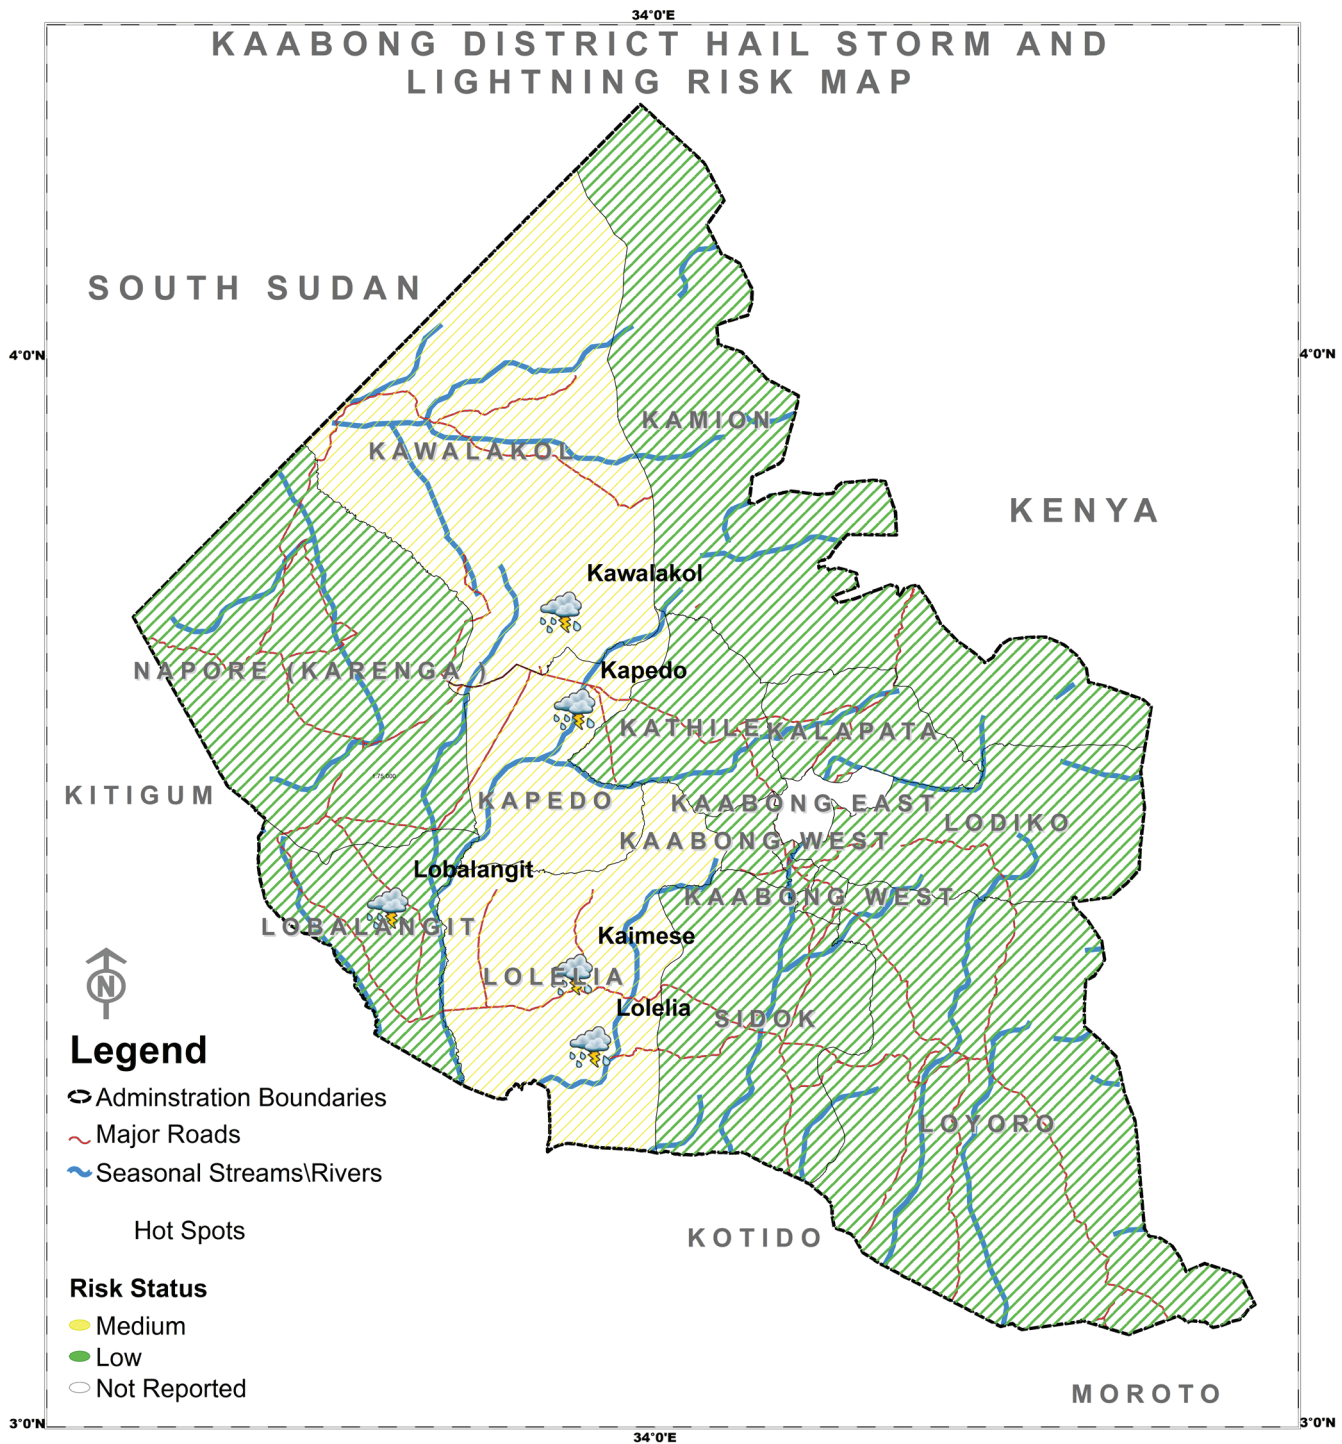 34°0'E
KAABONG DISTRICT HAIL STORM AND
LIGHTNING RISK MAP
SOUTH SUDAN
4°0'N
4°0'N
KAMION
KAWALAKOL
KENYA
Kawalakol
NAPORE (KARENGA )
Kapedo
KATHILE
KALAPATA
1:75,000
KITIGUM
KAPEDO
KAABONG EAST
LODIKO
KAABONG WEST
Lobalangit
KAABONG WEST
LOBALANGIT
Kaimese
LOLELIA
Lolelia
SIDOK
N
Legend
Adminstration Boundaries
Major Roads
Seasonal Streams\Rivers
LOYORO
Hot Spots
KOTIDO
Risk Status
Medium
Low
Not Reported
MOROTO
3°0'N
3°0'N
34°0'E